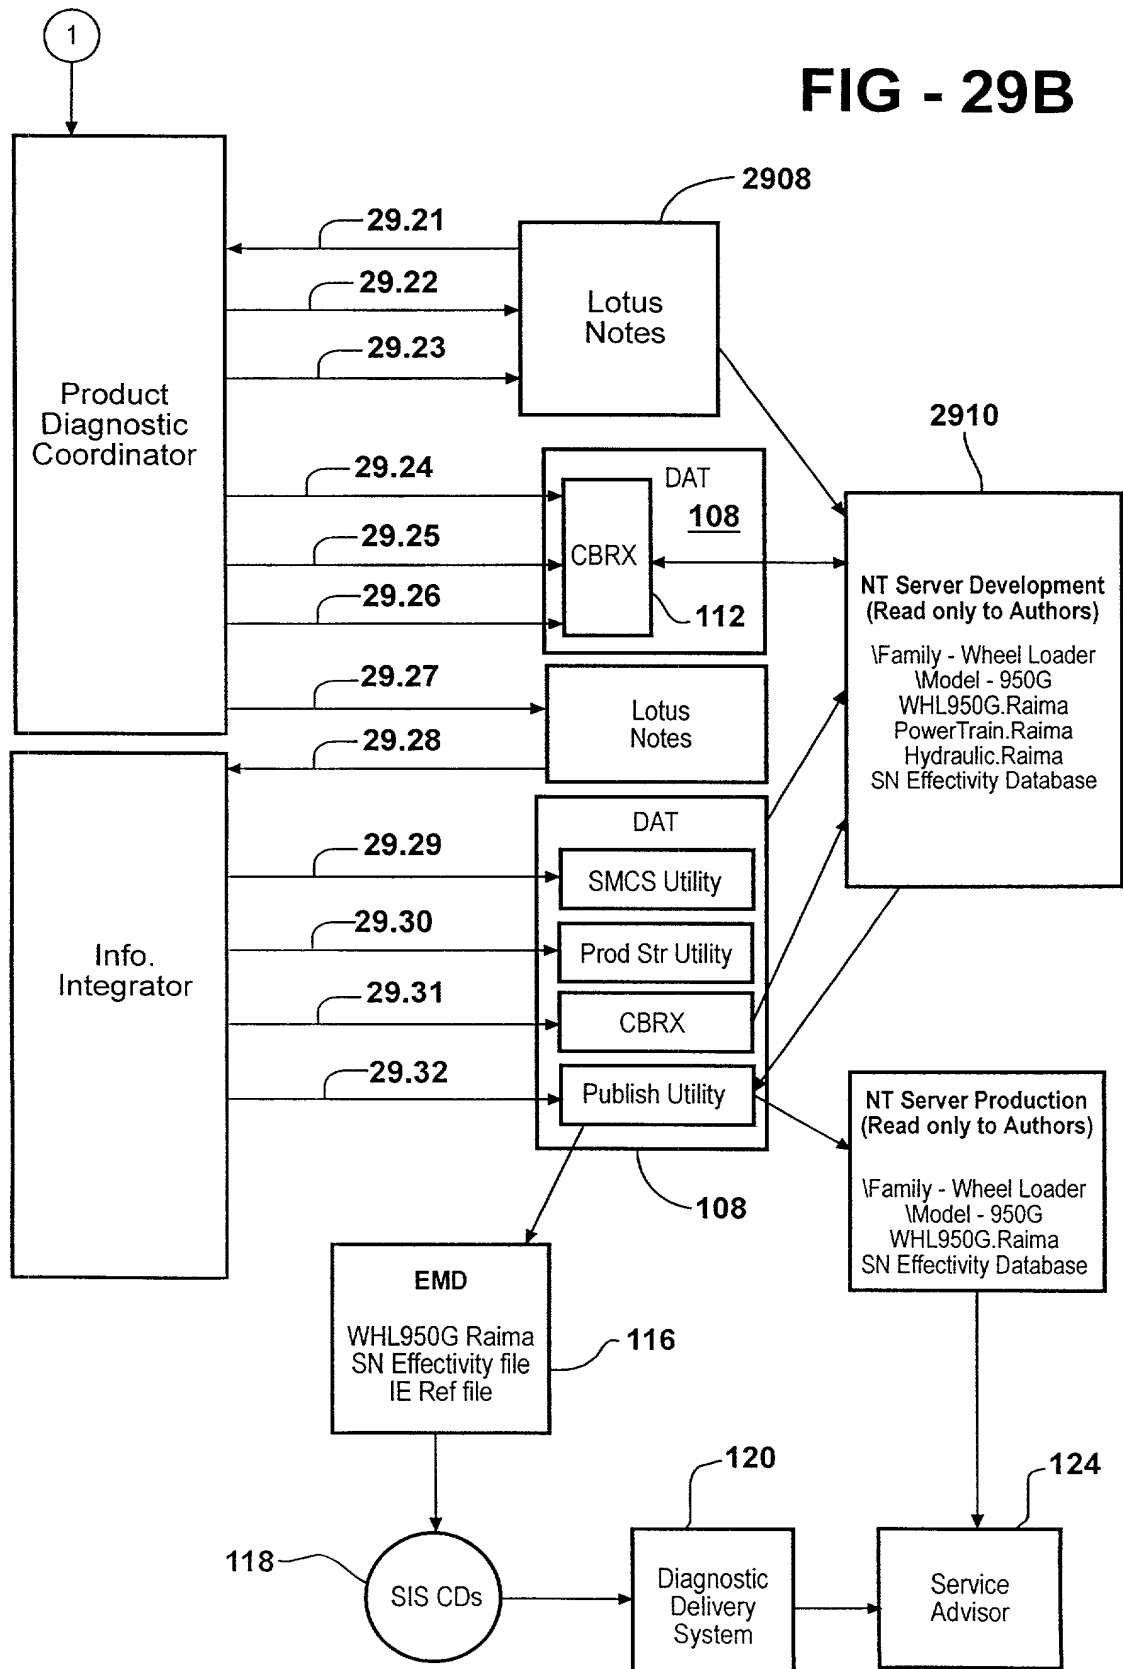 1
FIG - 29B
2908
29.21
29.22
29.23
Lotus
Notes
Product
Diagnostic
Coordinator
2910
29.24
29.25
29.26
DAT
108
CBRX
112
NT Server Development
(Read only to Authors)
\Family - Wheel Loader
\Model - 950G
WHL950G.Raima
PowerTrain.Raima
Hydraulic.Raima
SN Effectivity Database
29.27
29.28
Lotus
Notes
Info.
Integrator
29.29
29.30
29.31
29.32
DAT
SMCS Utility
Prod Str Utility
CBRX
Publish Utility
108
NT Server Production
(Read only to Authors)
\Family - Wheel Loader
\Model - 950G
WHL950G.Raima
SN Effectivity Database
EMD
WHL950G Raima
SN Effectivity file
IE Ref file
116
118
SIS CDs
120
Diagnostic
Delivery
System
124
Service
Advisor